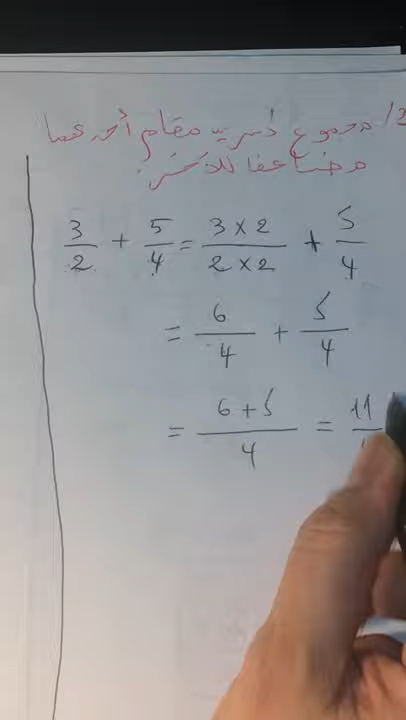 2/ مجموع كسرين مقام أحدهما
مضاعفا للآخر.
3/2 + 5/4 = 3 × 2/2 × 2 + 5/4
= 6/4 + 5/4
= 6 + 5/4 = 11